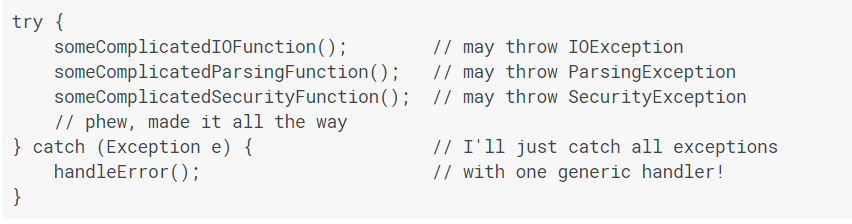 try {
    someComplicatedIOFunction();        // may throw IOException
    someComplicatedParsingFunction();   // may throw ParsingException
    someComplicatedSecurityFunction();  // may throw SecurityException
    // phew, made it all the way
} catch (Exception e) {                 // I'll just catch all exceptions
    handleError();                      // with one generic handler!
}